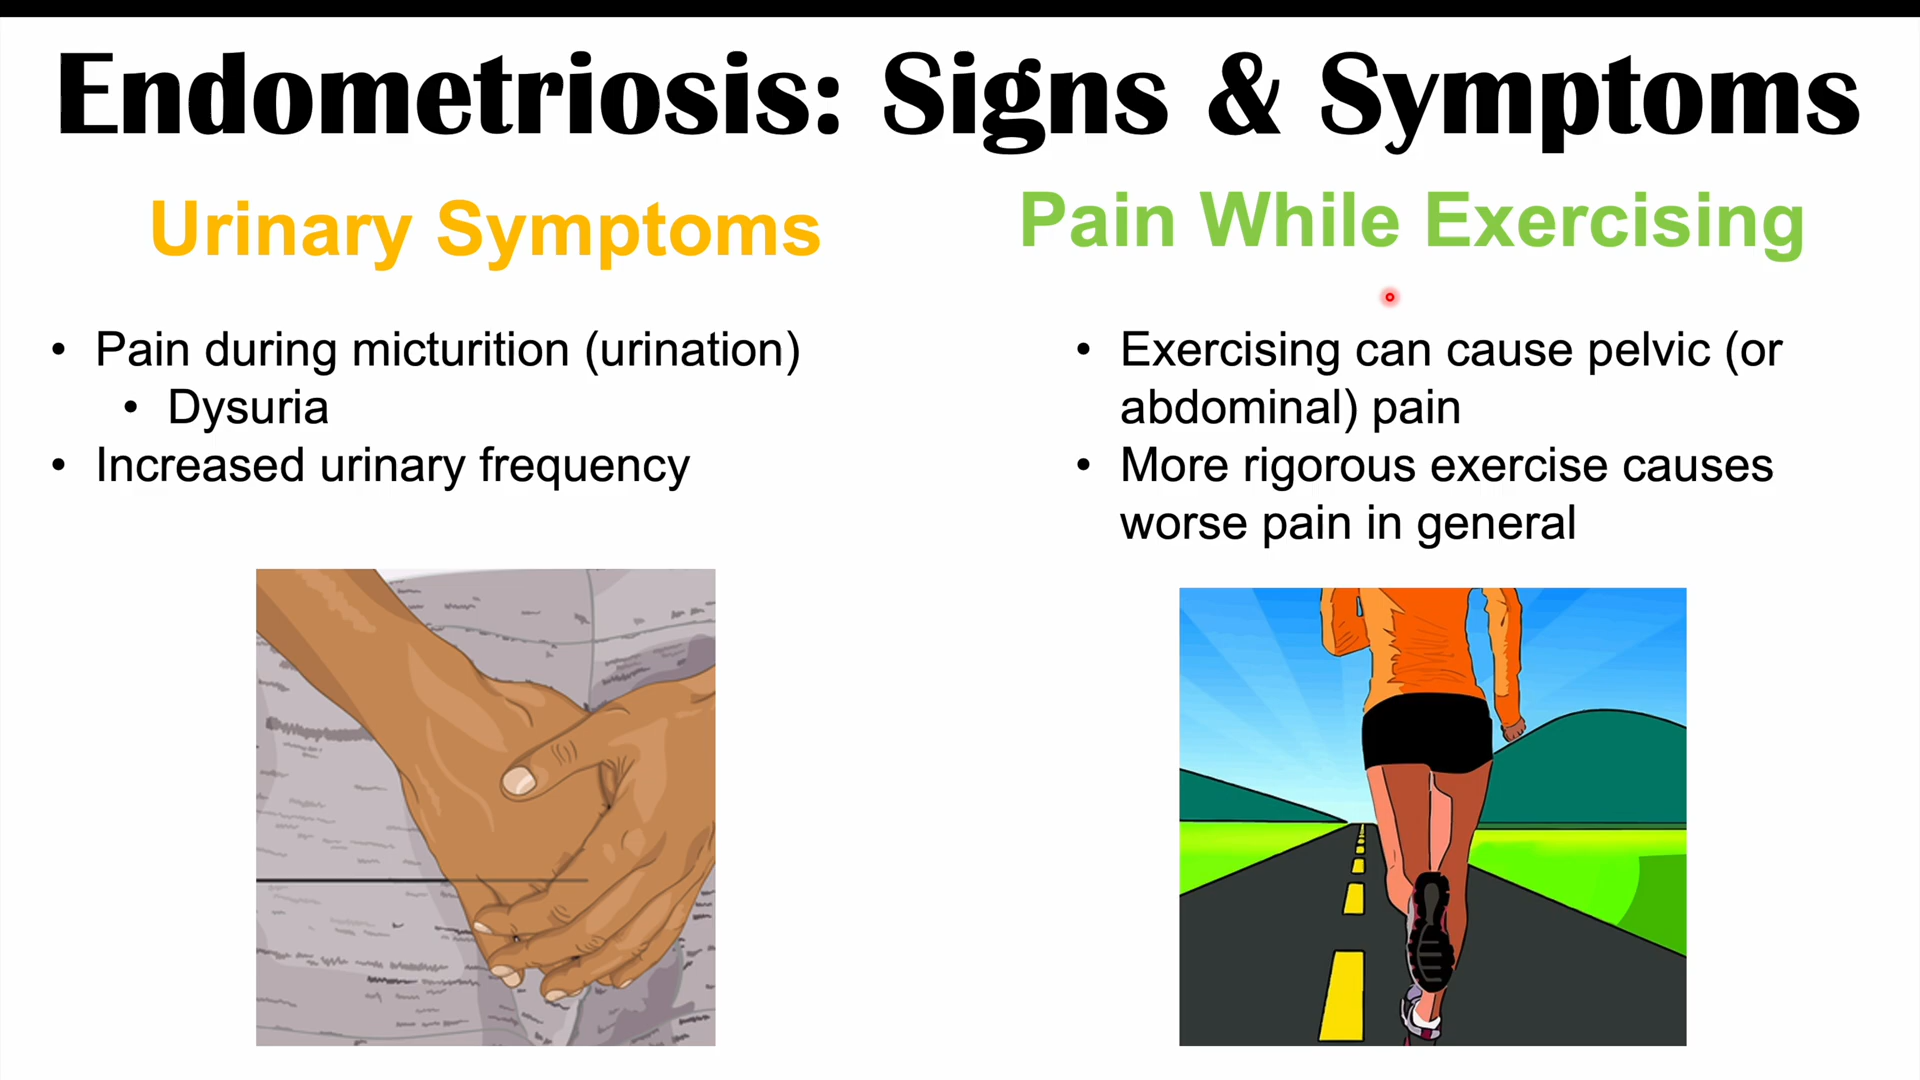 Endometriosis: Signs & Symptoms
Urinary Symptoms
• Pain during micturition (urination)
• Dysuria
• Increased urinary frequency
Pain While Exercising
• Exercising can cause pelvic (or
abdominal) pain
• More rigorous exercise causes
worse pain in general